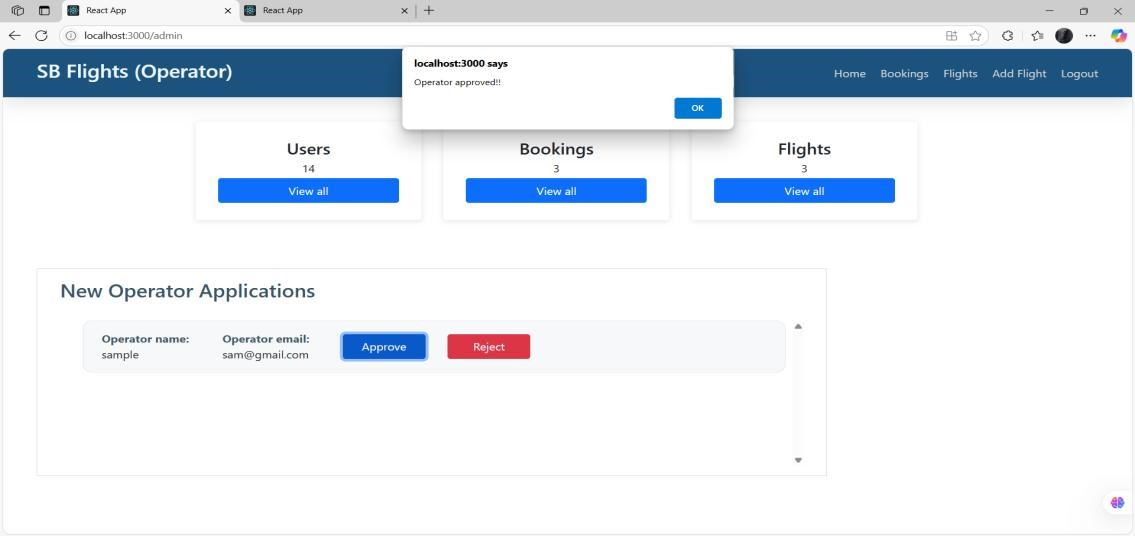 React App
React App
localhost:3000/admin
SB Flights (Operator)
Home Bookings Flights Add Flight Logout
localhost:3000 says
Operator approved!!
OK
Users
14
View all
Bookings
3
View all
Flights
3
View all
New Operator Applications
Operator name:
sample
Operator email:
sam@gmail.com
Approve
Reject